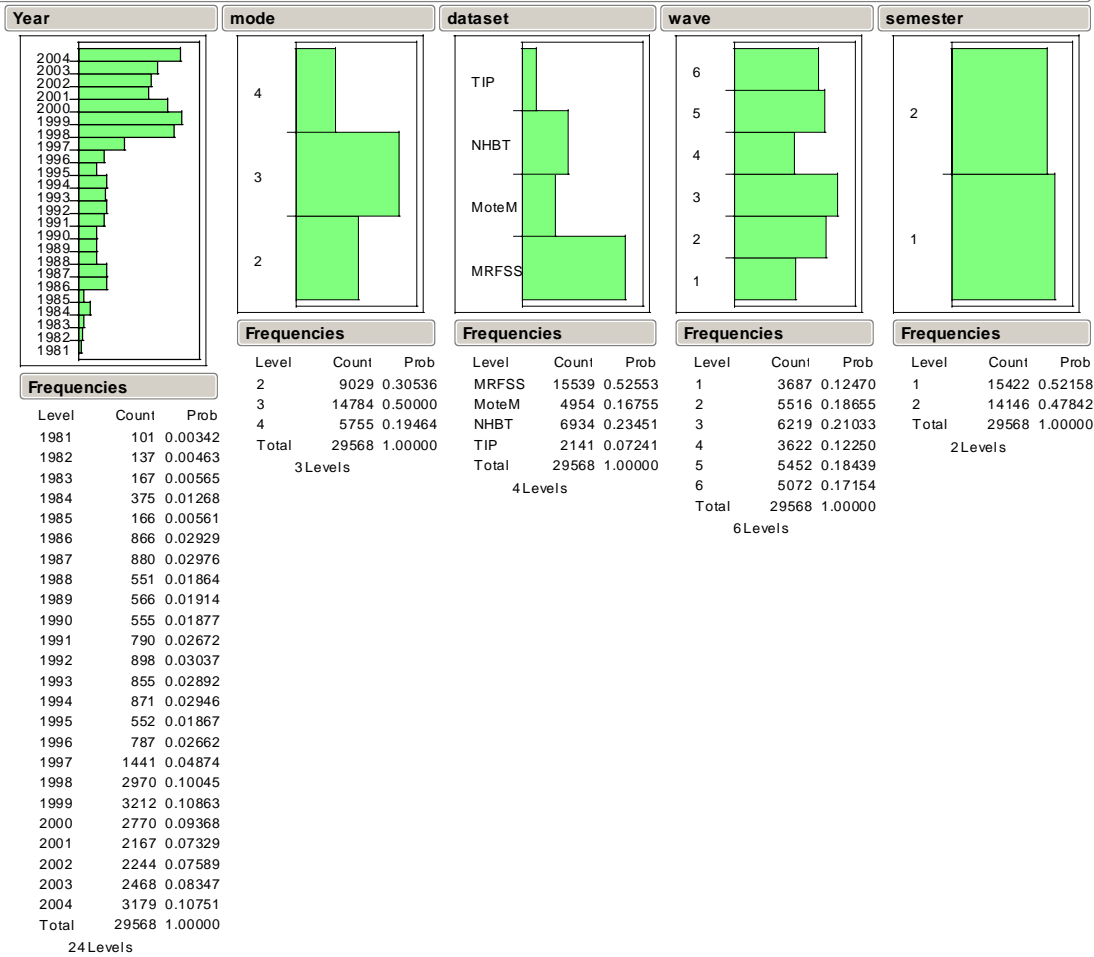 Year
2004
2003
2002
2001
2000
1999
1998
1997
1996
1995
1994
1993
1992
1991
1990
1989
1988
1987
1986
1985
1984
1983
1982
1981
Frequencies
Level Count Prob
1981 101 0.00342
1982 137 0.00463
1983 167 0.00565
1984 375 0.01268
1985 166 0.00561
1986 866 0.02929
1987 880 0.02976
1988 551 0.01864
1989 566 0.01914
1990 555 0.01877
1991 790 0.02672
1992 898 0.03037
1993 855 0.02892
1994 871 0.02946
1995 552 0.01867
1996 787 0.02662
1997 1441 0.04874
1998 2970 0.10045
1999 3212 0.10863
2000 2770 0.09368
2001 2167 0.07329
2002 2244 0.07589
2003 2468 0.08347
2004 3179 0.10751
Total 29568 1.00000
24 Levels
mode
4
3
2
Frequencies
Level Count Prob
2 9029 0.30536
3 14784 0.50000
4 5755 0.19464
Total 29568 1.00000
3 Levels
dataset
TIP
NHBT
MoteM
MRFSS
Frequencies
Level Count Prob
MRFSS 15539 0.52553
MoteM 4954 0.16755
NHBT 6934 0.23451
TIP 2141 0.07241
Total 29568 1.00000
4 Levels
wave
6
5
4
3
2
1
Frequencies
Level Count Prob
1 3687 0.12470
2 5516 0.18655
3 6219 0.21033
4 3622 0.12250
5 5452 0.18439
6 5072 0.17154
Total 29568 1.00000
6 Levels
semester
2
1
Frequencies
Level Count Prob
1 15422 0.52158
2 14146 0.47842
Total 29568 1.00000
2 Levels